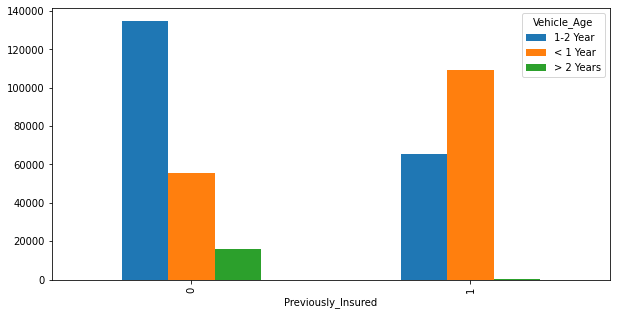 140000
120000
100000
80000
60000
40000
20000
0
Vehicle_Age
1-2 Year
< 1 Year
> 2 Years
0
1
Previously_Insured